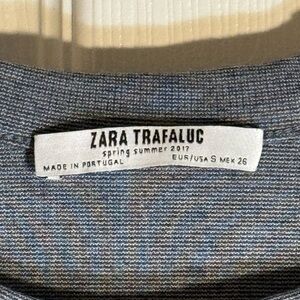 ZARA TRAFALUC
spring summer 2017
MADE IN PORTUGAL EUR/USA S MEX 26